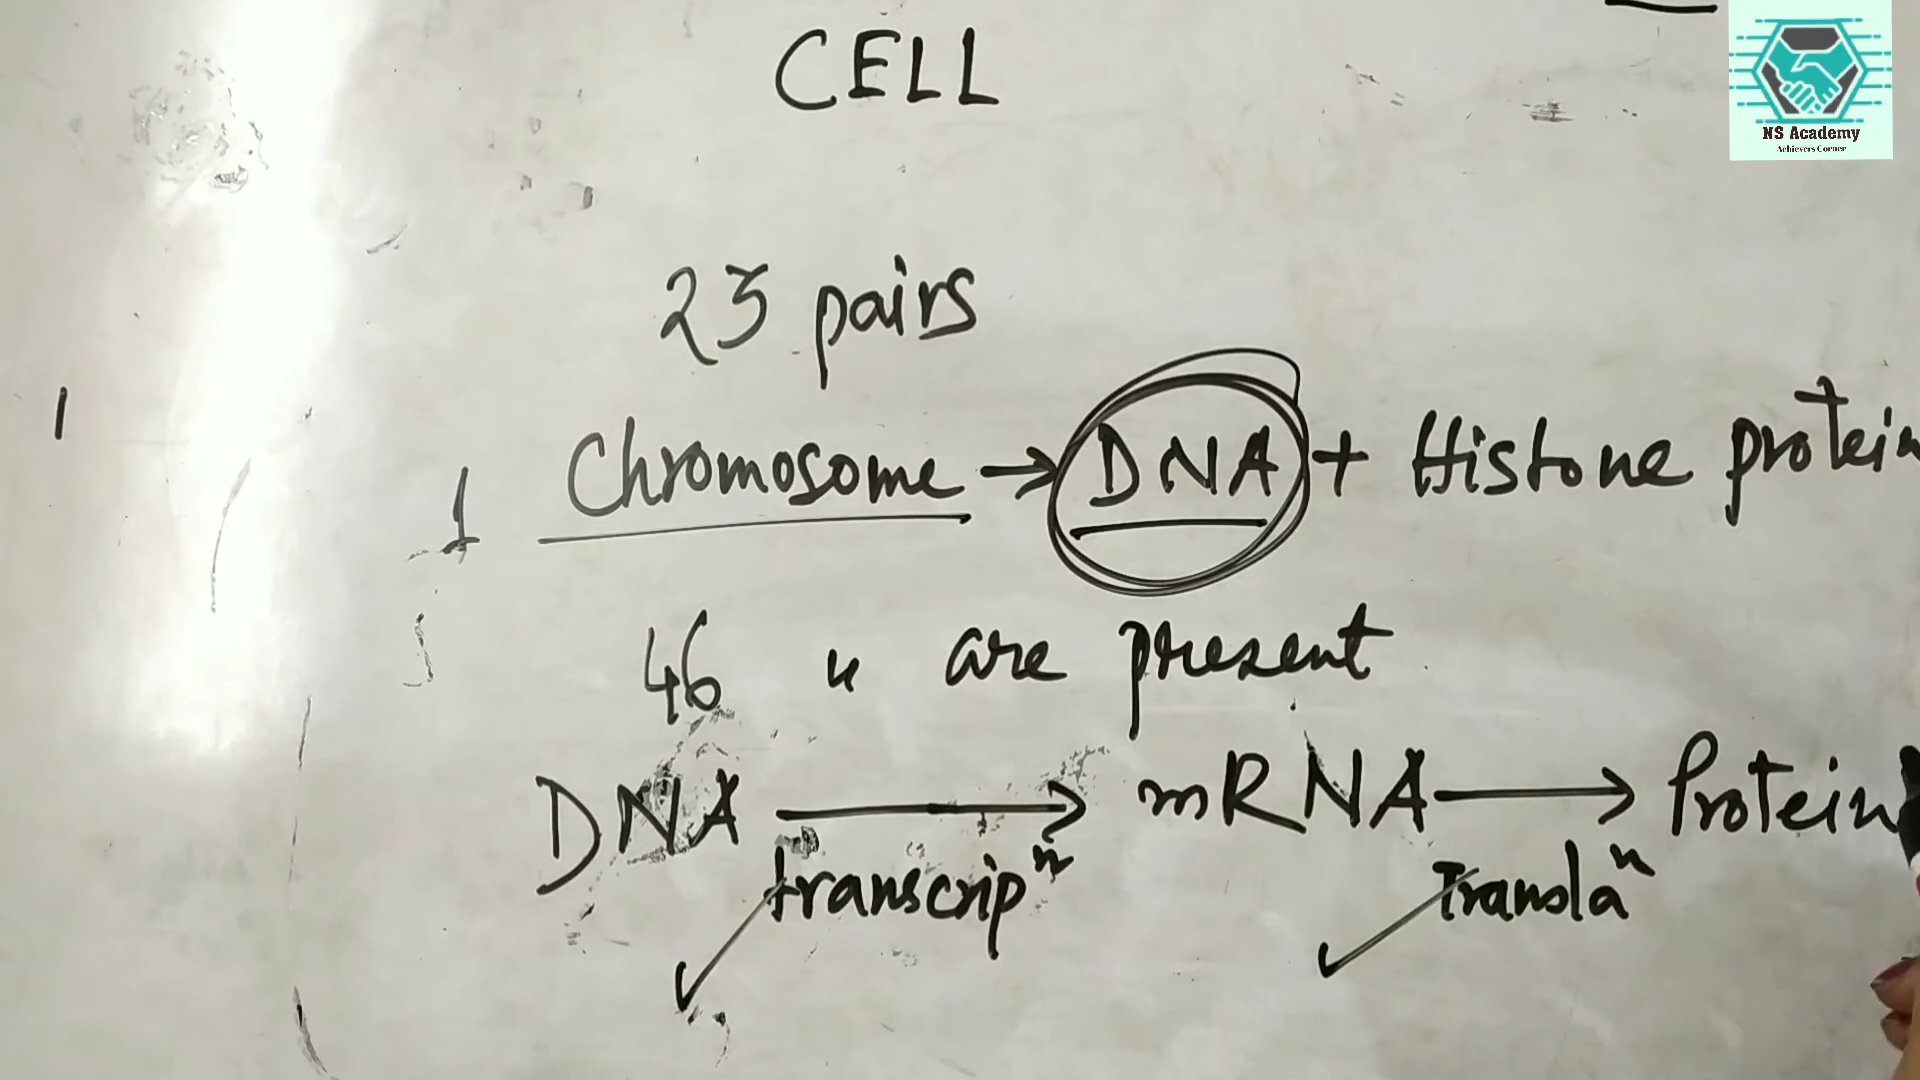 CELL
NS Academy
Achievers Corner
23 pairs
1 Chromosome → DNA + Histone protein
46 " are present
DNA → mRNA → Protein
transcripⁿ Translaⁿ